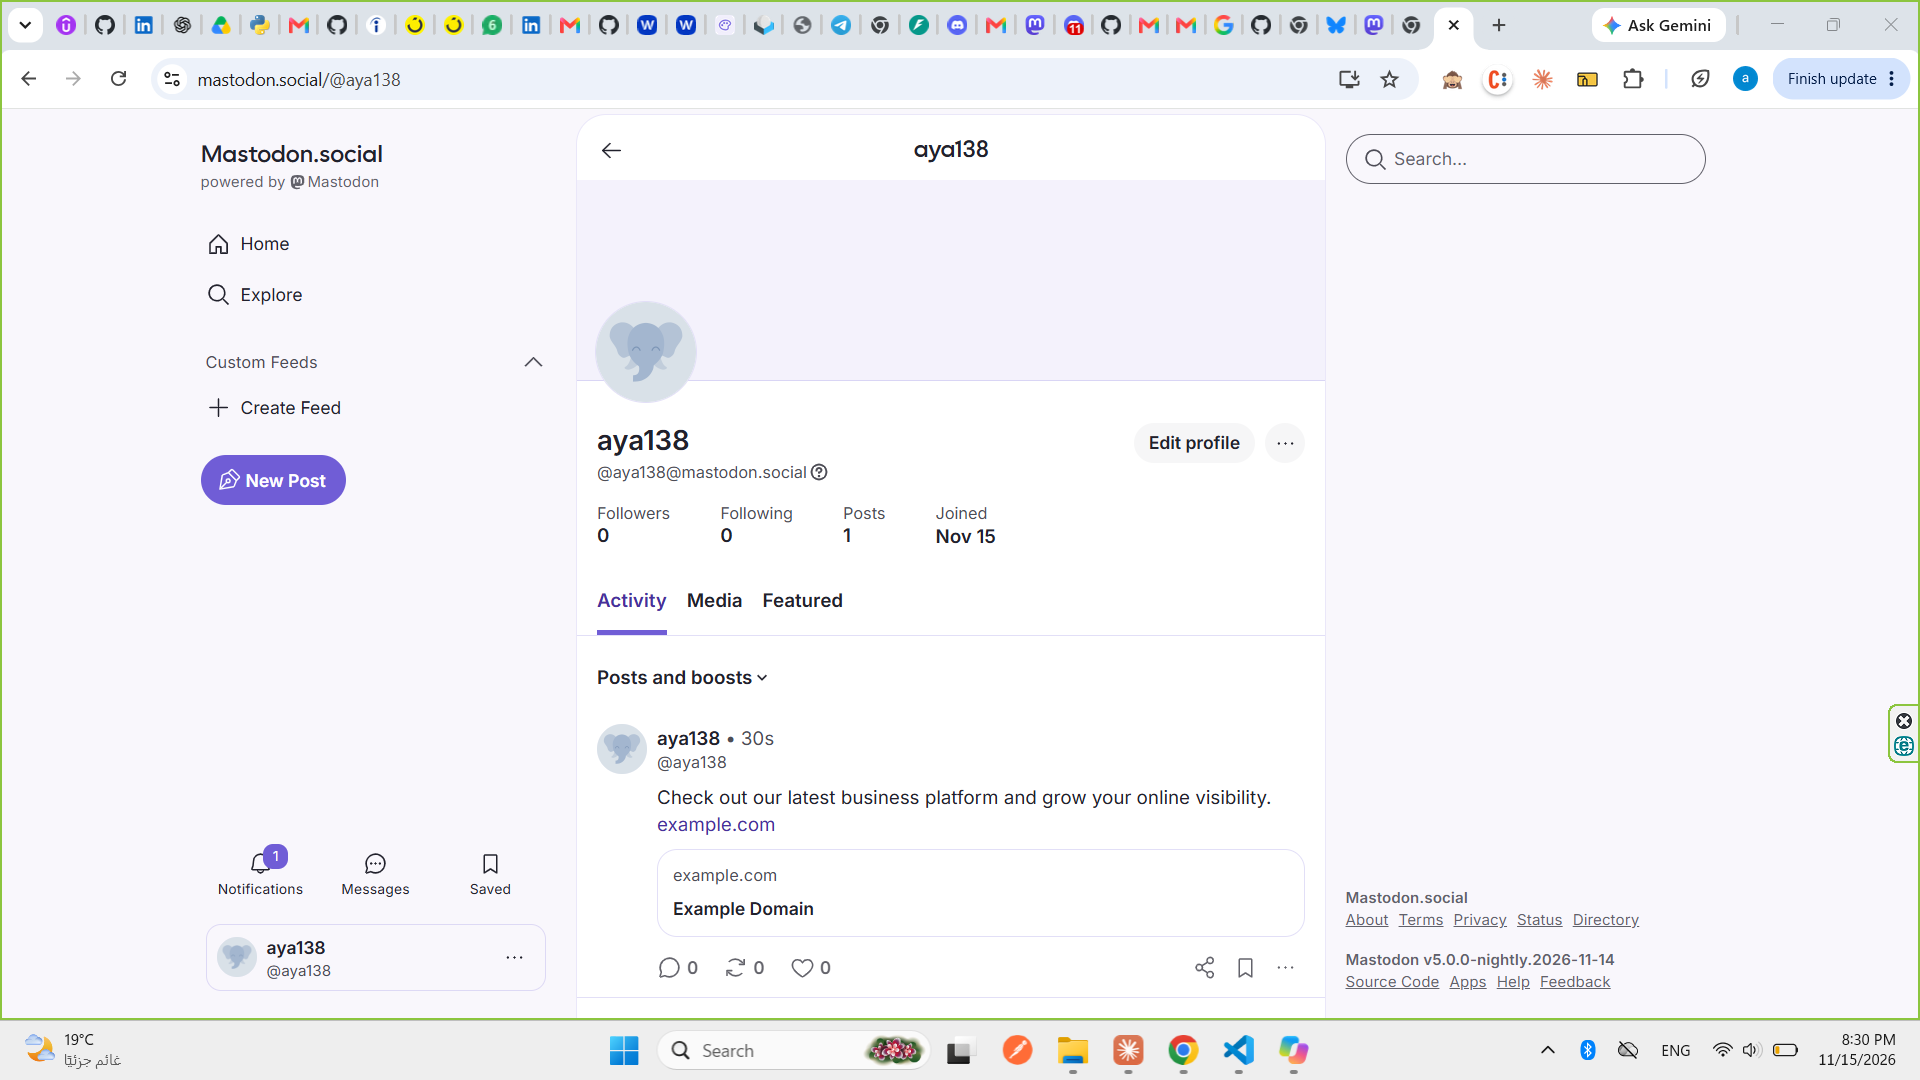 Ask Gemini
mastodon.social/@aya138
Finish update
a
11
6
Mastodon.social
powered by Mastodon
Home
Explore
Custom Feeds
Create Feed
New Post
1
Notifications
Messages
Saved
aya138
@aya138
aya138
aya138
@aya138@mastodon.social
Edit profile
Followers
0
Following
0
Posts
1
Joined
Nov 15
Activity
Media
Featured
Posts and boosts
aya138 • 30s
@aya138
Check out our latest business platform and grow your online visibility.
example.com
example.com
Example Domain
0
0
0
Search...
Mastodon.social
About Terms Privacy Status Directory
Mastodon v5.0.0-nightly.2026-11-14
Source Code Apps Help Feedback
19°C
غائم جزئيًا
Search
ENG
8:30 PM
11/15/2026